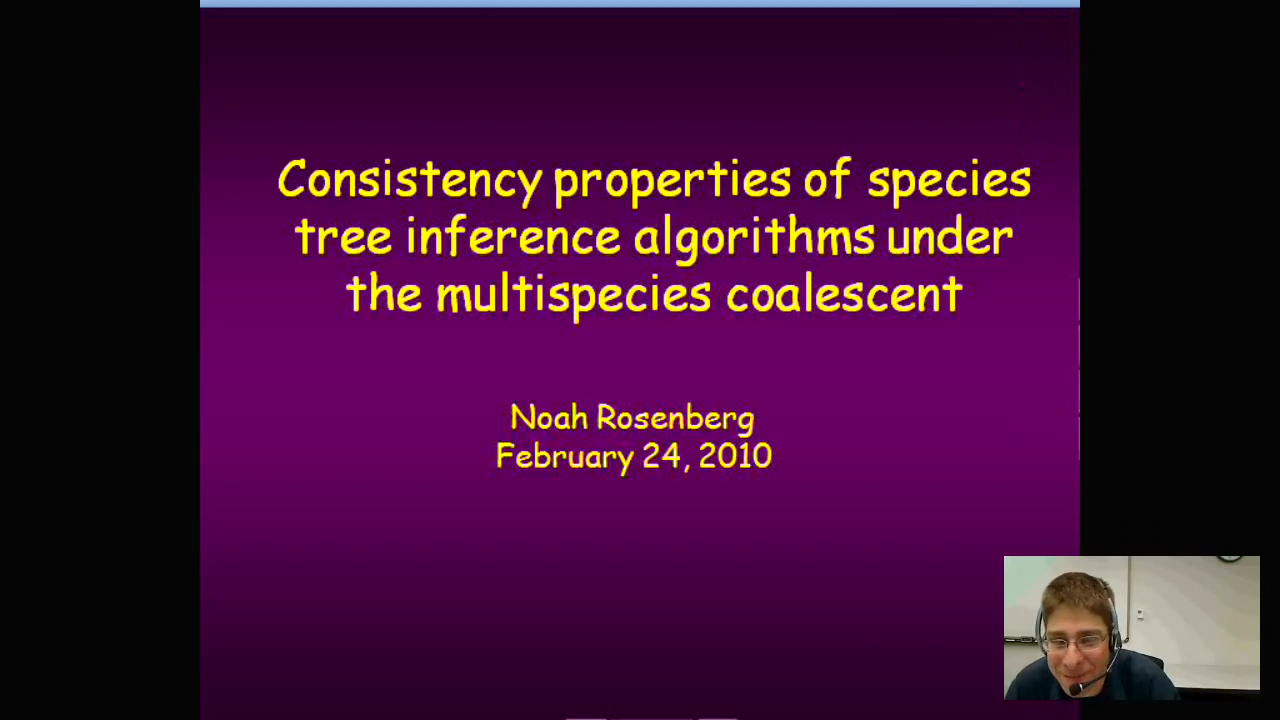 Consistency properties of species
tree inference algorithms under
the multispecies coalescent
Noah Rosenberg
February 24, 2010